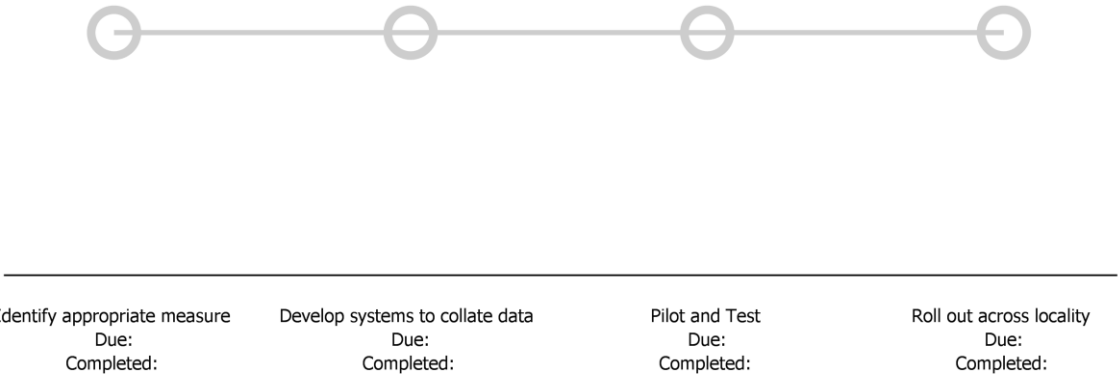 Identify appropriate measure
Due:
Completed:
Develop systems to collate data
Due:
Completed:
Pilot and Test
Due:
Completed:
Roll out across locality
Due:
Completed: